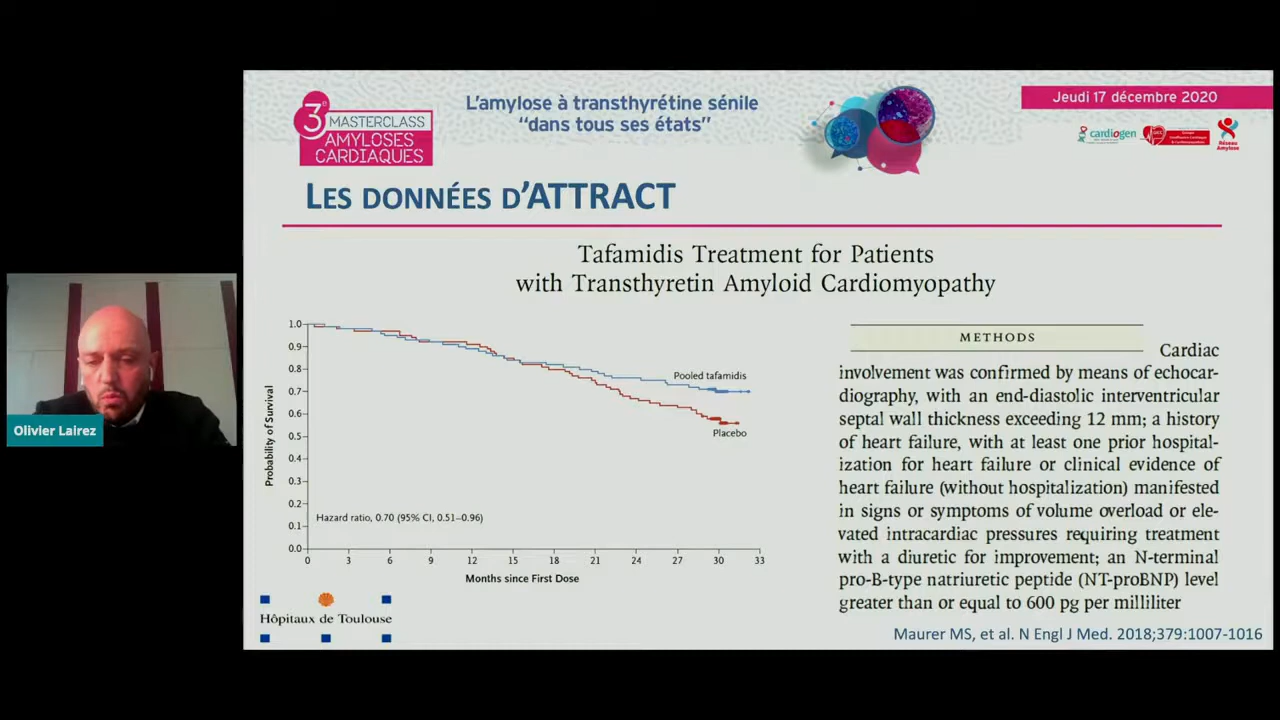 3e MASTERCLASS
AMYLOSES
CARDIAQUES
L'amylose à transthyrétine sénile
"dans tous ses états"
Jeudi 17 décembre 2020
cardiogen
Réseau
Amylose
LES DONNÉES D'ATTRACT
Tafamidis Treatment for Patients
with Transthyretin Amyloid Cardiomyopathy
Probability of Survival
1.0
0.9
0.8
0.7
0.6
0.5
0.4
0.3
0.2
0.1
0.0
Pooled tafamidis
Placebo
Hazard ratio, 0.70 (95% CI, 0.51–0.96)
0 3 6 9 12 15 18 21 24 27 30 33
Months since First Dose
METHODS
Cardiac
involvement was confirmed by means of echocar-
diography, with an end-diastolic interventricular
septal wall thickness exceeding 12 mm; a history
of heart failure, with at least one prior hospital-
ization for heart failure or clinical evidence of
heart failure (without hospitalization) manifested
in signs or symptoms of volume overload or ele-
vated intracardiac pressures requiring treatment
with a diuretic for improvement; an N-terminal
pro-B-type natriuretic peptide (NT-proBNP) level
greater than or equal to 600 pg per milliliter
Olivier Lairez
Hôpitaux de Toulouse
Maurer MS, et al. N Engl J Med. 2018;379:1007-1016